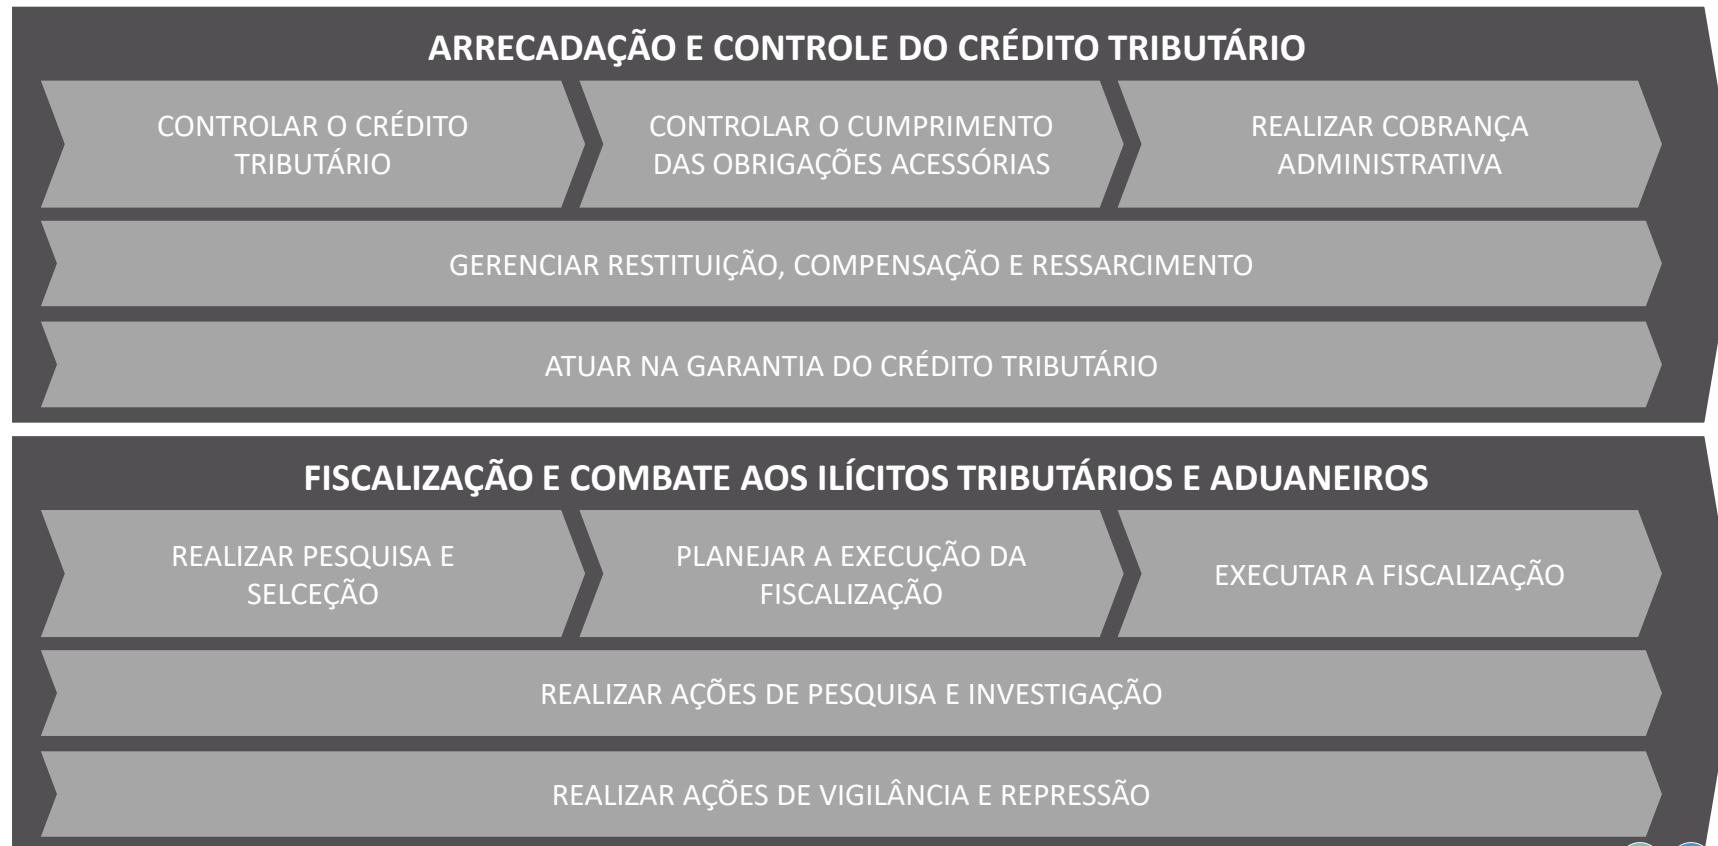 ARRECADAÇÃO E CONTROLE DO CRÉDITO TRIBUTÁRIO
CONTROLAR O CRÉDITO
TRIBUTÁRIO
CONTROLAR O CUMPRIMENTO
DAS OBRIGAÇÕES ACESSÓRIAS
REALIZAR COBRANÇA
ADMINISTRATIVA
GERENCIAR RESTITUIÇÃO, COMPENSAÇÃO E RESSARCIMENTO
ATUAR NA GARANTIA DO CRÉDITO TRIBUTÁRIO
FISCALIZAÇÃO E COMBATE AOS ILÍCITOS TRIBUTÁRIOS E ADUANEIROS
REALIZAR PESQUISA E
SELCEÇÃO
PLANEJAR A EXECUÇÃO DA
FISCALIZAÇÃO
EXECUTAR A FISCALIZAÇÃO
REALIZAR AÇÕES DE PESQUISA E INVESTIGAÇÃO
REALIZAR AÇÕES DE VIGILÂNCIA E REPRESSÃO